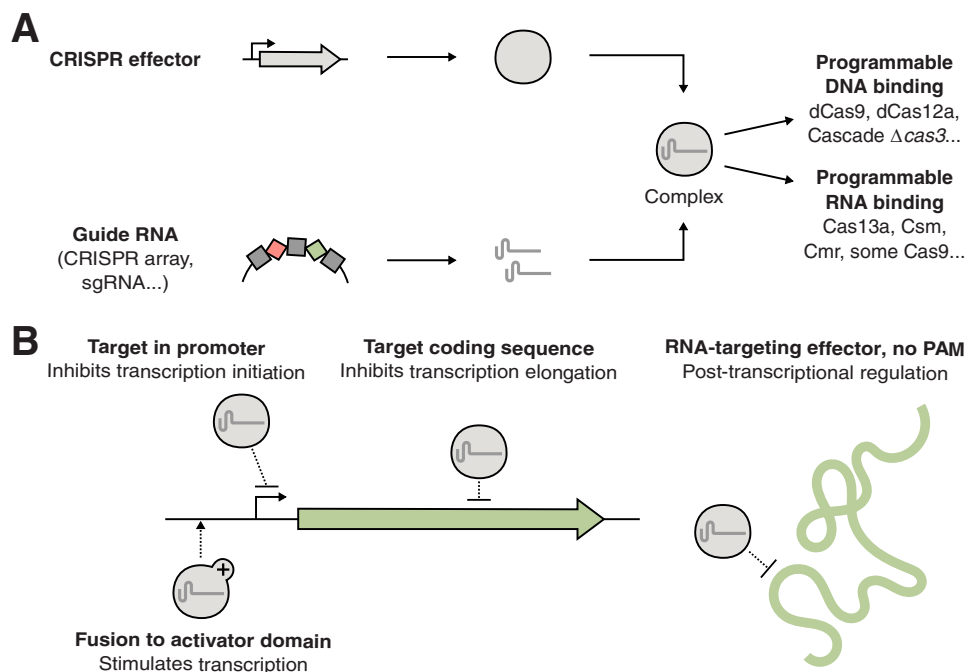 A
CRISPR effector
Programmable
DNA binding
dCas9, dCas12a,
Cascade Δcas3...
Complex
Programmable
RNA binding
Cas13a, Csm,
Cmr, some Cas9...
Guide RNA
(CRISPR array,
sgRNA...)
B
Target in promoter
Inhibits transcription initiation
Target coding sequence
Inhibits transcription elongation
RNA-targeting effector, no PAM
Post-transcriptional regulation
+
Fusion to activator domain
Stimulates transcription